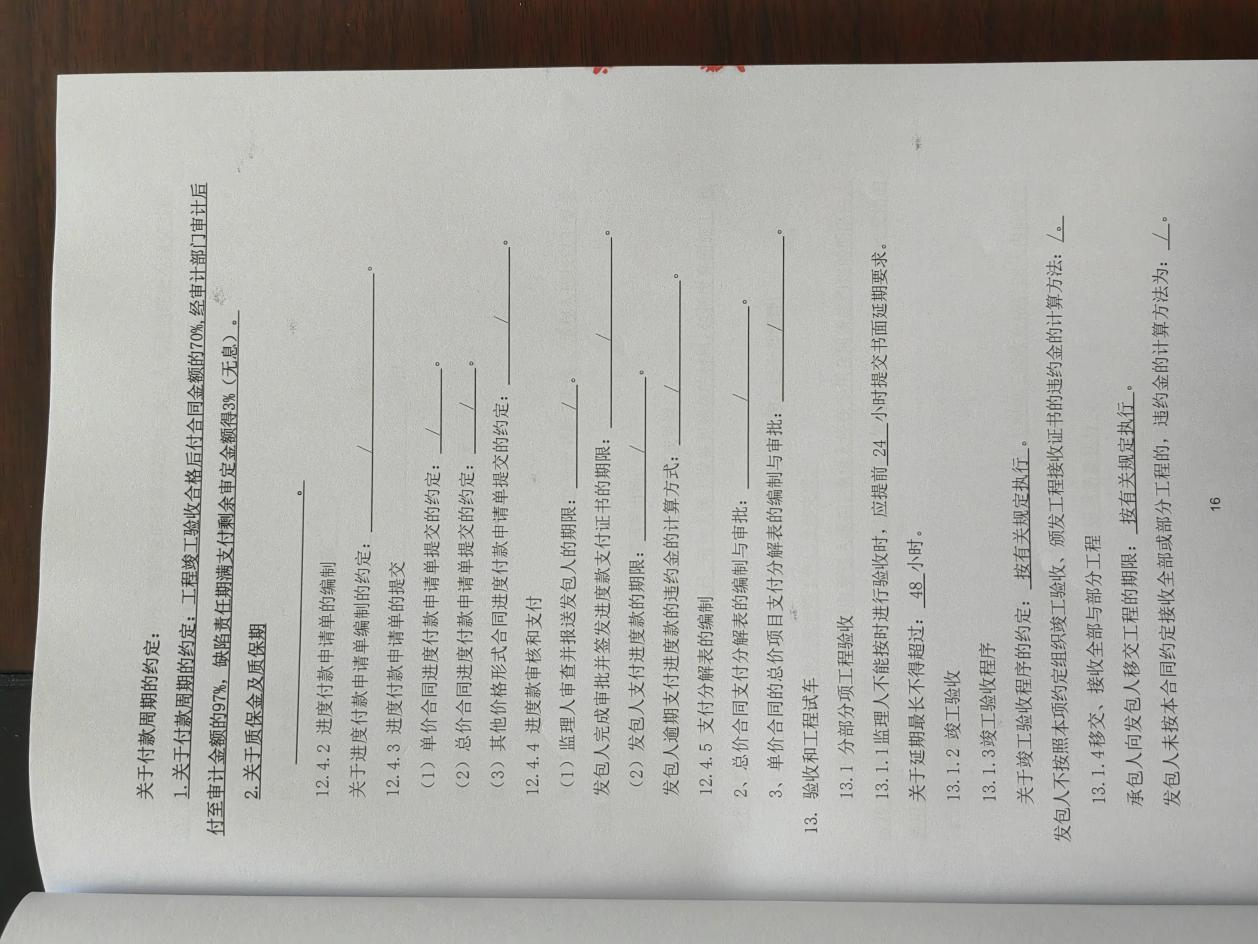 关于付款周期的约定：
1.关于付款周期的约定：工程竣工验收合格后付合同金额的70%,经审计部门审计后
付至审计金额的97%，缺陷责任期满支付剩余审定金额得3%（无息）。
2.关于质保金及质保期
。
12.4.2 进度付款申请单的编制
关于进度付款申请单编制的约定：/。
12.4.3 进度付款申请单的提交
（1）单价合同进度付款申请单提交的约定：/。
（2）总价合同进度付款申请单提交的约定：/。
（3）其他价格形式合同进度付款申请单提交的约定：/。
12.4.4 进度款审核和支付
（1）监理人审查并报送发包人的期限：/。
发包人完成审批并签发进度款支付证书的期限：/。
（2）发包人支付进度款的期限：/。
发包人逾期支付进度款的违约金的计算方式：/。
12.4.5 支付分解表的编制
2、总价合同支付分解表的编制与审批：/。
3、单价合同的总价项目支付分解表的编制与审批：/。
13. 验收和工程试车
13.1 分部分项工程验收
13.1.1监理人不能按时进行验收时，应提前 24 小时提交书面延期要求。
关于延期最长不得超过： 48 小时。
13.1.2 竣工验收
13.1.3竣工验收程序
关于竣工验收程序的约定： 按有关规定执行 。
发包人不按照本项约定组织竣工验收、颁发工程接收证书的违约金的计算方法：/。
13.1.4移交、接收全部与部分工程
承包人向发包人移交工程的期限： 按有关规定执行 。
发包人未按本合同约定接收全部或部分工程的，违约金的计算方法为： / 。
16